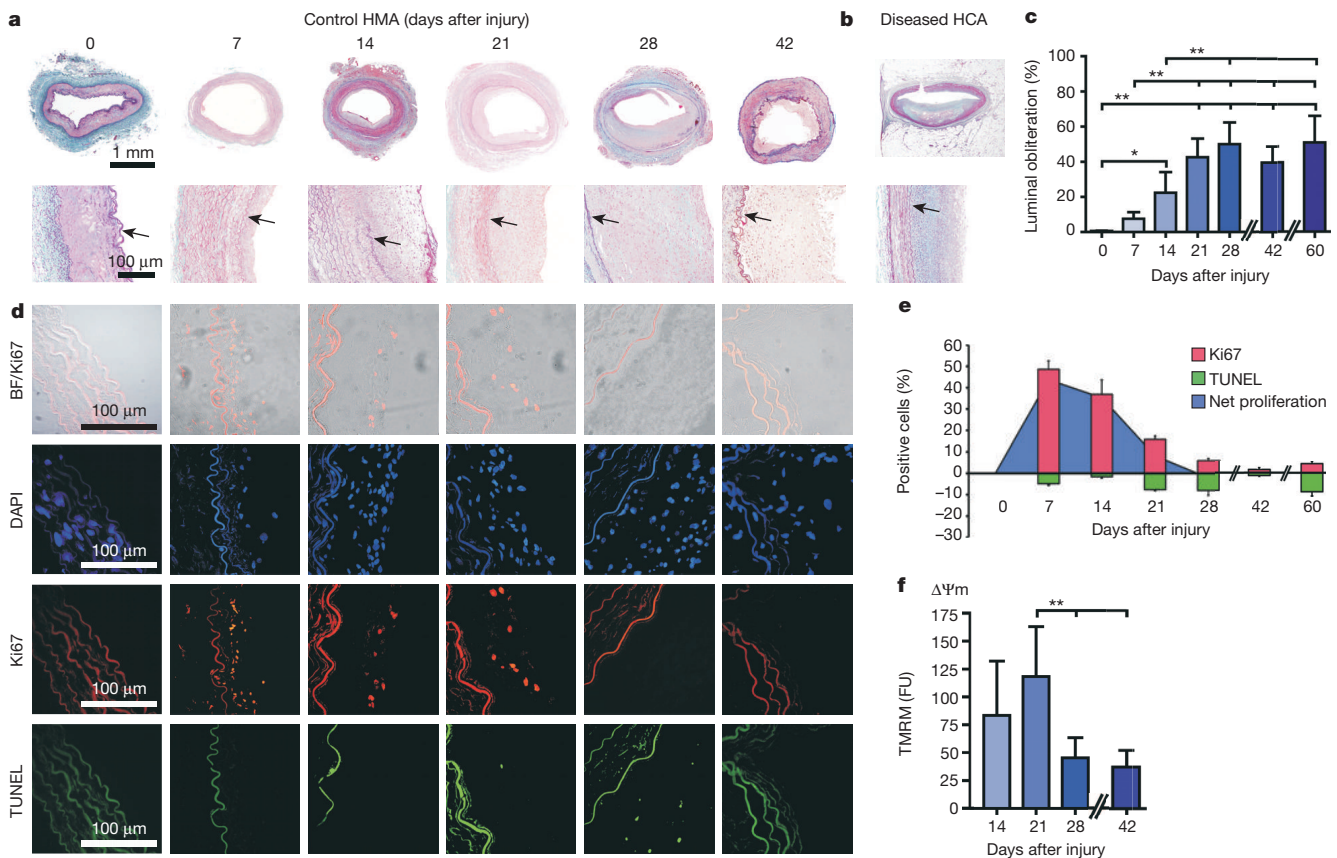 a
Control HMA (days after injury)
0 7 14 21 28 42
1 mm
100 μm
b
Diseased HCA
c
Luminal obliteration (%)
100
80
60
40
20
0
**
**
**
*
0 7 14 21 28 42 60
Days after injury
d
BF/Ki67
100 μm
DAPI
100 μm
Ki67
100 μm
TUNEL
100 μm
e
Positive cells (%)
60
50
40
30
20
10
0
−10
−20
−30
Ki67
TUNEL
Net proliferation
0 7 14 21 28 42 60
Days after injury
f
ΔΨm
TMRM (FU)
175
150
125
100
75
50
25
0
**
14 21 28 42
Days after injury